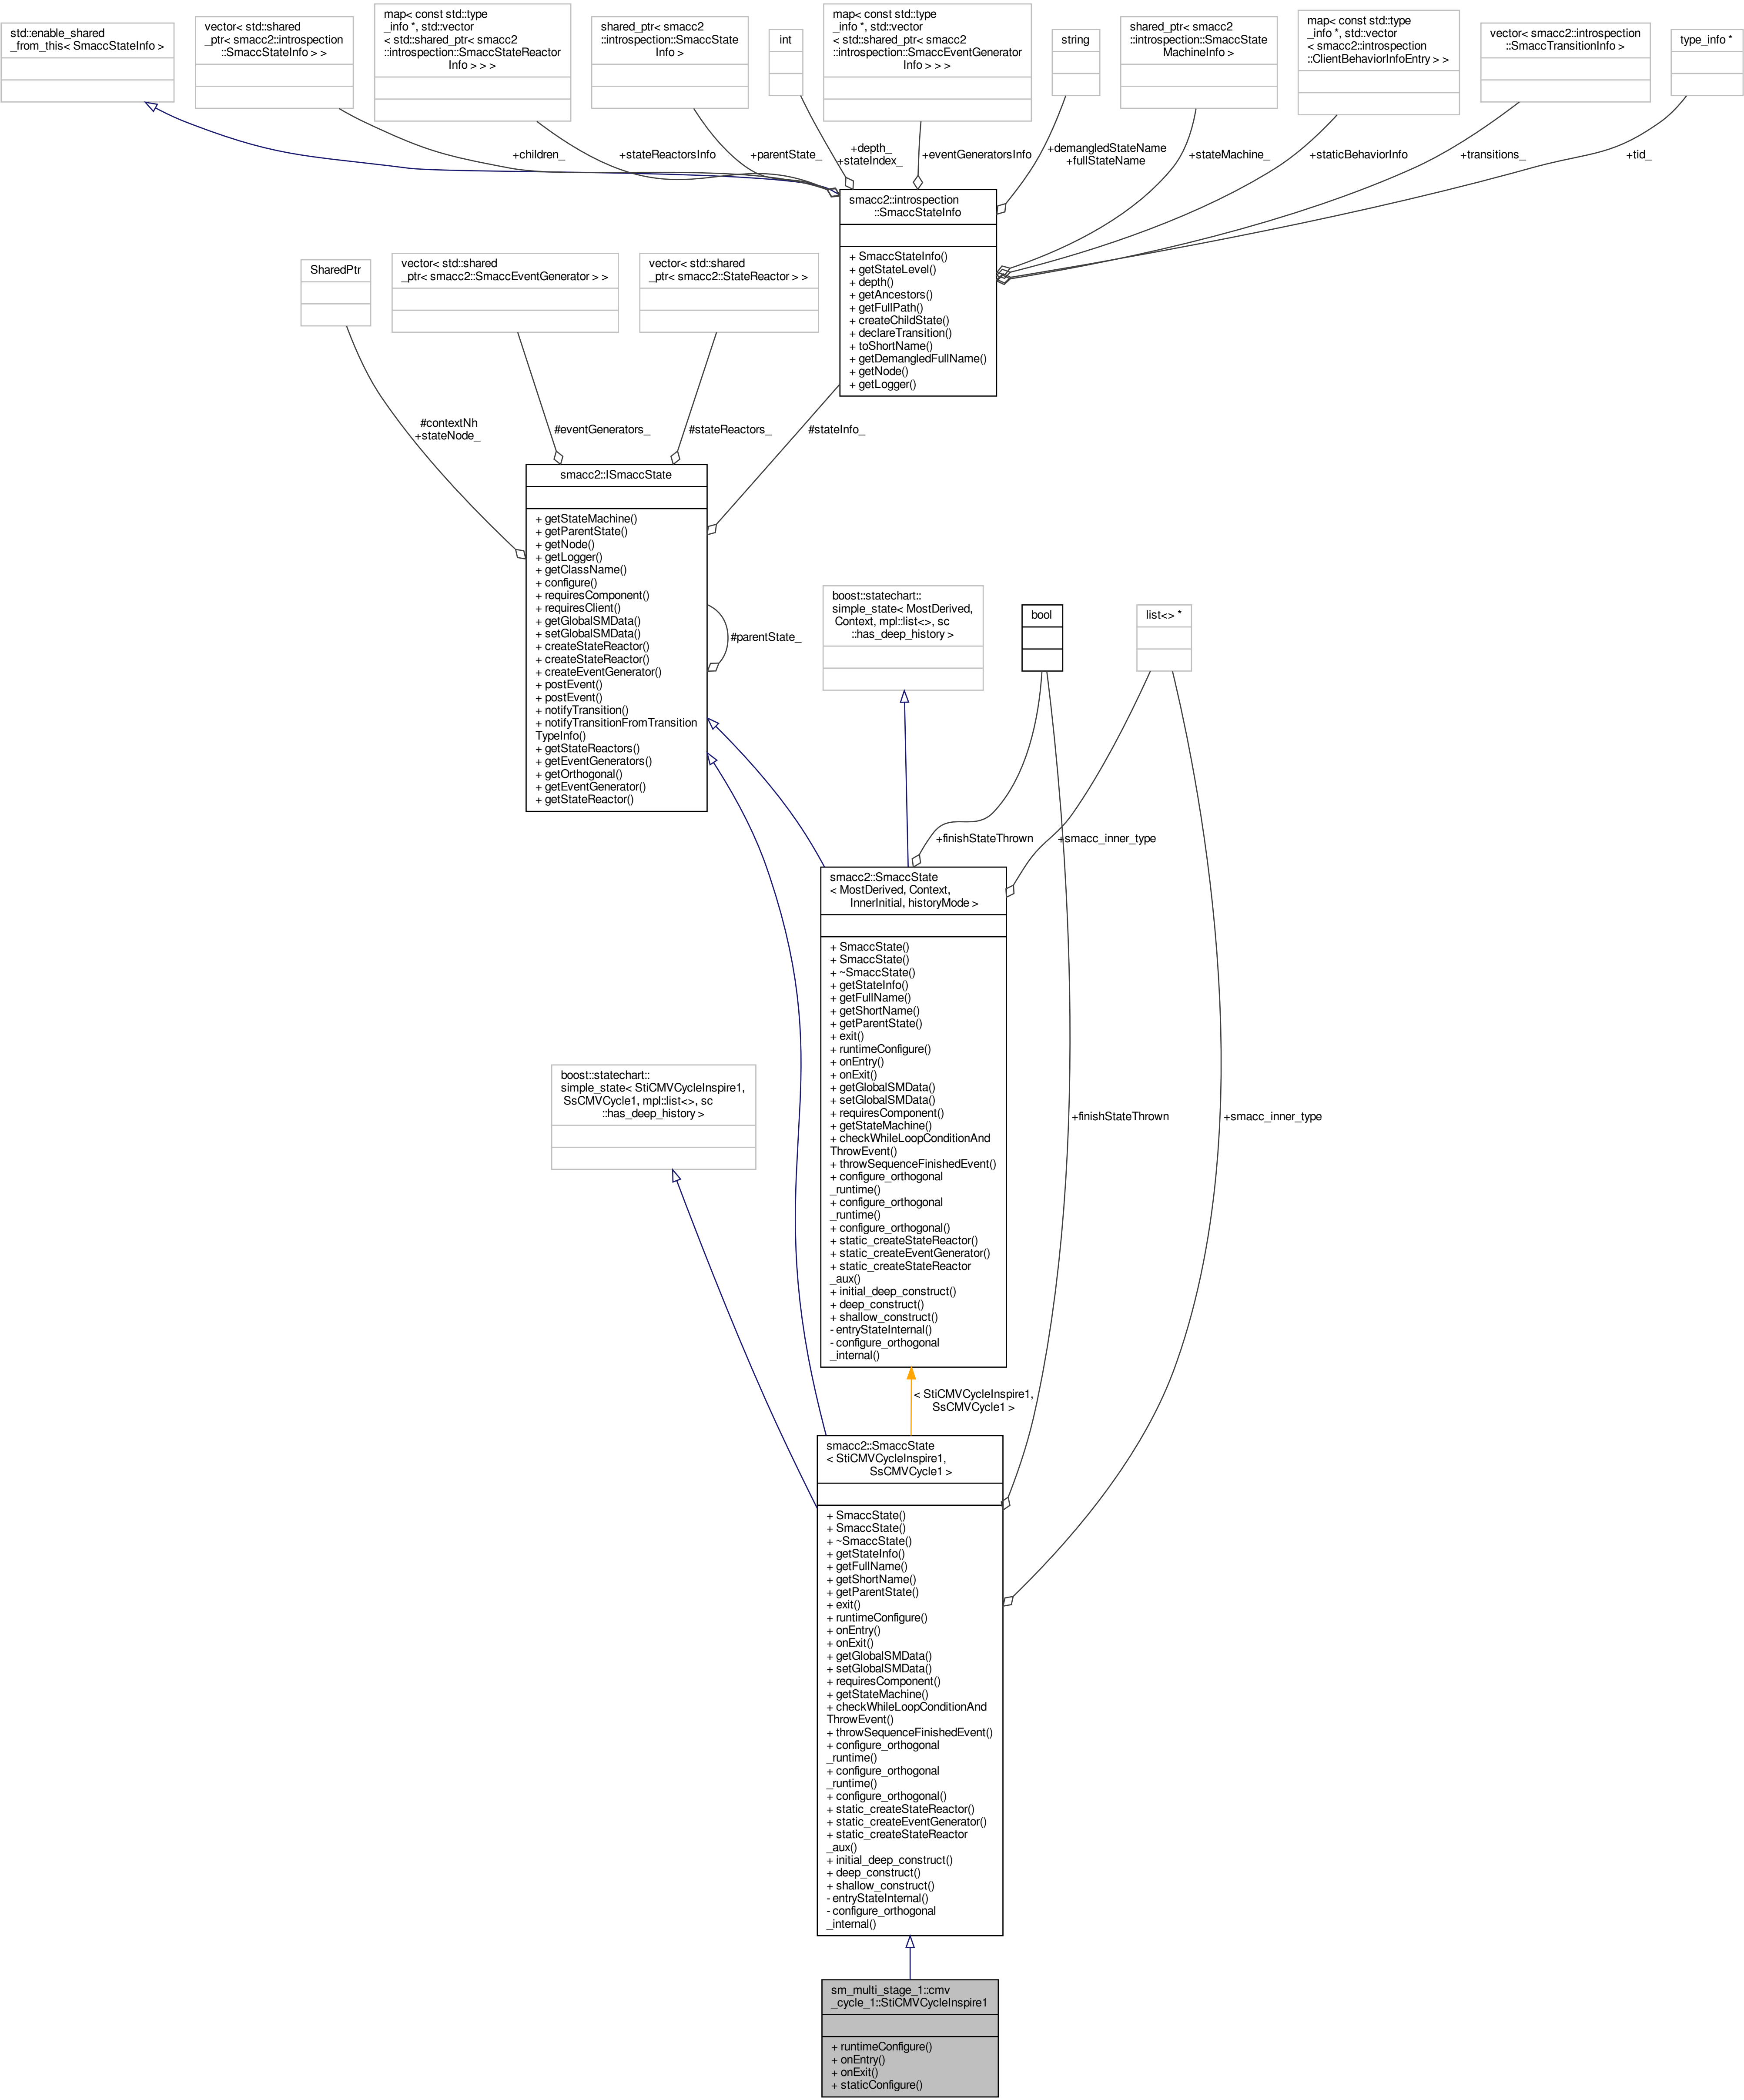 std::enable_shared
_from_this< SmaccStateInfo >
vector< std::shared
_ptr< smacc2::introspection
::SmaccStateInfo > >
map< const std::type
_info *, std::vector
< std::shared_ptr< smacc2
::introspection::SmaccStateReactor
Info > > >
shared_ptr< smacc2
::introspection::SmaccState
Info >
int
map< const std::type
_info *, std::vector
< std::shared_ptr< smacc2
::introspection::SmaccEventGenerator
Info > > >
string
shared_ptr< smacc2
::introspection::SmaccState
MachineInfo >
map< const std::type
_info *, std::vector
< smacc2::introspection
::ClientBehaviorInfoEntry > >
vector< smacc2::introspection
::SmaccTransitionInfo >
type_info *
+children_
+stateReactorsInfo
+parentState_
+depth_
+stateIndex_
+eventGeneratorsInfo
+demangledStateName
+fullStateName
+stateMachine_
+staticBehaviorInfo
+transitions_
+tid_
smacc2::introspection
::SmaccStateInfo
+ SmaccStateInfo()
+ getStateLevel()
+ depth()
+ getAncestors()
+ getFullPath()
+ createChildState()
+ declareTransition()
+ toShortName()
+ getDemangledFullName()
+ getNode()
+ getLogger()
SharedPtr
vector< std::shared
_ptr< smacc2::SmaccEventGenerator > >
vector< std::shared
_ptr< smacc2::StateReactor > >
#contextNh
+stateNode_
#eventGenerators_
#stateReactors_
#stateInfo_
smacc2::ISmaccState
+ getStateMachine()
+ getParentState()
+ getNode()
+ getLogger()
+ getClassName()
+ configure()
+ requiresComponent()
+ requiresClient()
+ getGlobalSMData()
+ setGlobalSMData()
+ createStateReactor()
+ createStateReactor()
+ createEventGenerator()
+ postEvent()
+ postEvent()
+ notifyTransition()
+ notifyTransitionFromTransition
TypeInfo()
+ getStateReactors()
+ getEventGenerators()
+ getOrthogonal()
+ getEventGenerator()
+ getStateReactor()
#parentState_
boost::statechart::
simple_state< MostDerived,
Context, mpl::list<>, sc
::has_deep_history >
bool
list<> *
+finishStateThrown
+smacc_inner_type
smacc2::SmaccState
< MostDerived, Context,
InnerInitial, historyMode >
+ SmaccState()
+ SmaccState()
+ ~SmaccState()
+ getStateInfo()
+ getFullName()
+ getShortName()
+ getParentState()
+ exit()
+ runtimeConfigure()
+ onEntry()
+ onExit()
+ getGlobalSMData()
+ setGlobalSMData()
+ requiresComponent()
+ getStateMachine()
+ checkWhileLoopConditionAnd
ThrowEvent()
+ throwSequenceFinishedEvent()
+ configure_orthogonal
_runtime()
+ configure_orthogonal
_runtime()
+ configure_orthogonal()
+ static_createStateReactor()
+ static_createEventGenerator()
+ static_createStateReactor
_aux()
+ initial_deep_construct()
+ deep_construct()
+ shallow_construct()
- entryStateInternal()
- configure_orthogonal
_internal()
boost::statechart::
simple_state< StiCMVCycleInspire1,
SsCMVCycle1, mpl::list<>, sc
::has_deep_history >
+finishStateThrown
+smacc_inner_type
< StiCMVCycleInspire1,
SsCMVCycle1 >
smacc2::SmaccState
< StiCMVCycleInspire1,
SsCMVCycle1 >
+ SmaccState()
+ SmaccState()
+ ~SmaccState()
+ getStateInfo()
+ getFullName()
+ getShortName()
+ getParentState()
+ exit()
+ runtimeConfigure()
+ onEntry()
+ onExit()
+ getGlobalSMData()
+ setGlobalSMData()
+ requiresComponent()
+ getStateMachine()
+ checkWhileLoopConditionAnd
ThrowEvent()
+ throwSequenceFinishedEvent()
+ configure_orthogonal
_runtime()
+ configure_orthogonal
_runtime()
+ configure_orthogonal()
+ static_createStateReactor()
+ static_createEventGenerator()
+ static_createStateReactor
_aux()
+ initial_deep_construct()
+ deep_construct()
+ shallow_construct()
- entryStateInternal()
- configure_orthogonal
_internal()
sm_multi_stage_1::cmv
_cycle_1::StiCMVCycleInspire1
+ runtimeConfigure()
+ onEntry()
+ onExit()
+ staticConfigure()